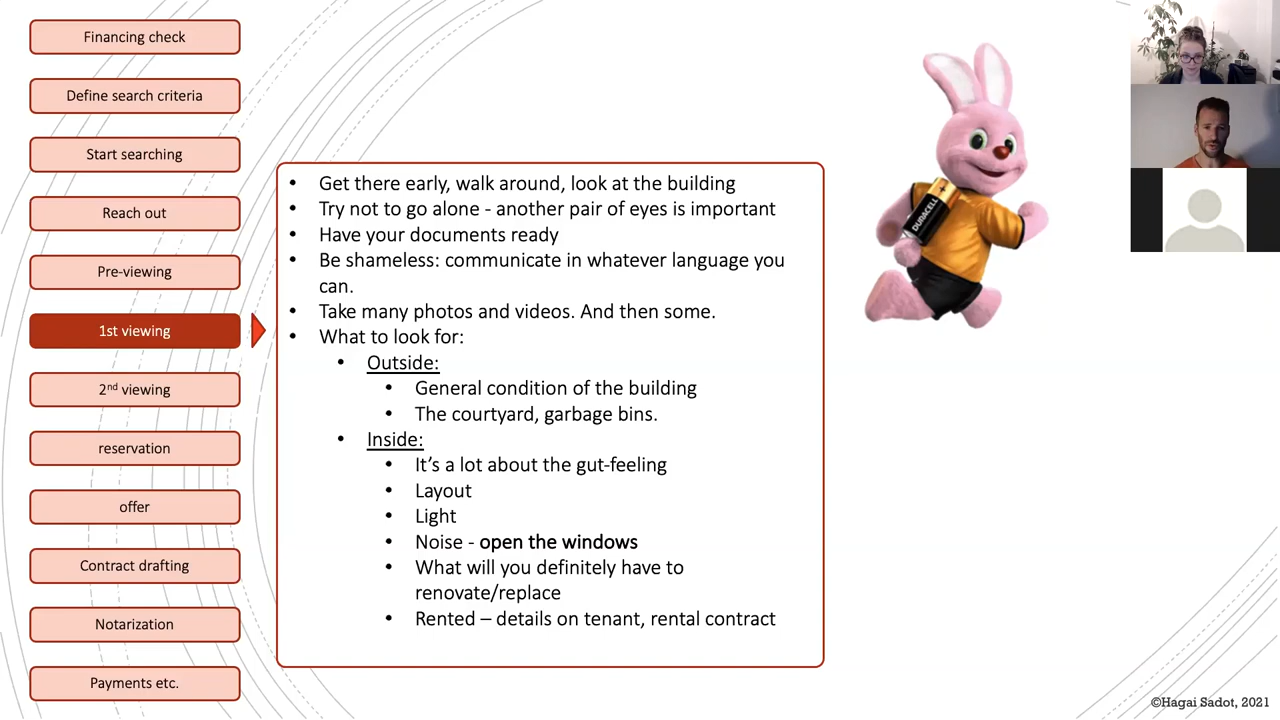 Financing check
Define search criteria
Start searching
Reach out
Pre-viewing
1st viewing
2nd viewing
reservation
offer
Contract drafting
Notarization
Payments etc.
• Get there early, walk around, look at the building
• Try not to go alone - another pair of eyes is important
• Have your documents ready
• Be shameless: communicate in whatever language you
can.
• Take many photos and videos. And then some.
• What to look for:
• Outside:
• General condition of the building
• The courtyard, garbage bins.
• Inside:
• It's a lot about the gut-feeling
• Layout
• Light
• Noise - open the windows
• What will you definitely have to
renovate/replace
• Rented – details on tenant, rental contract
DURACELL
©Hagai Sadot, 2021